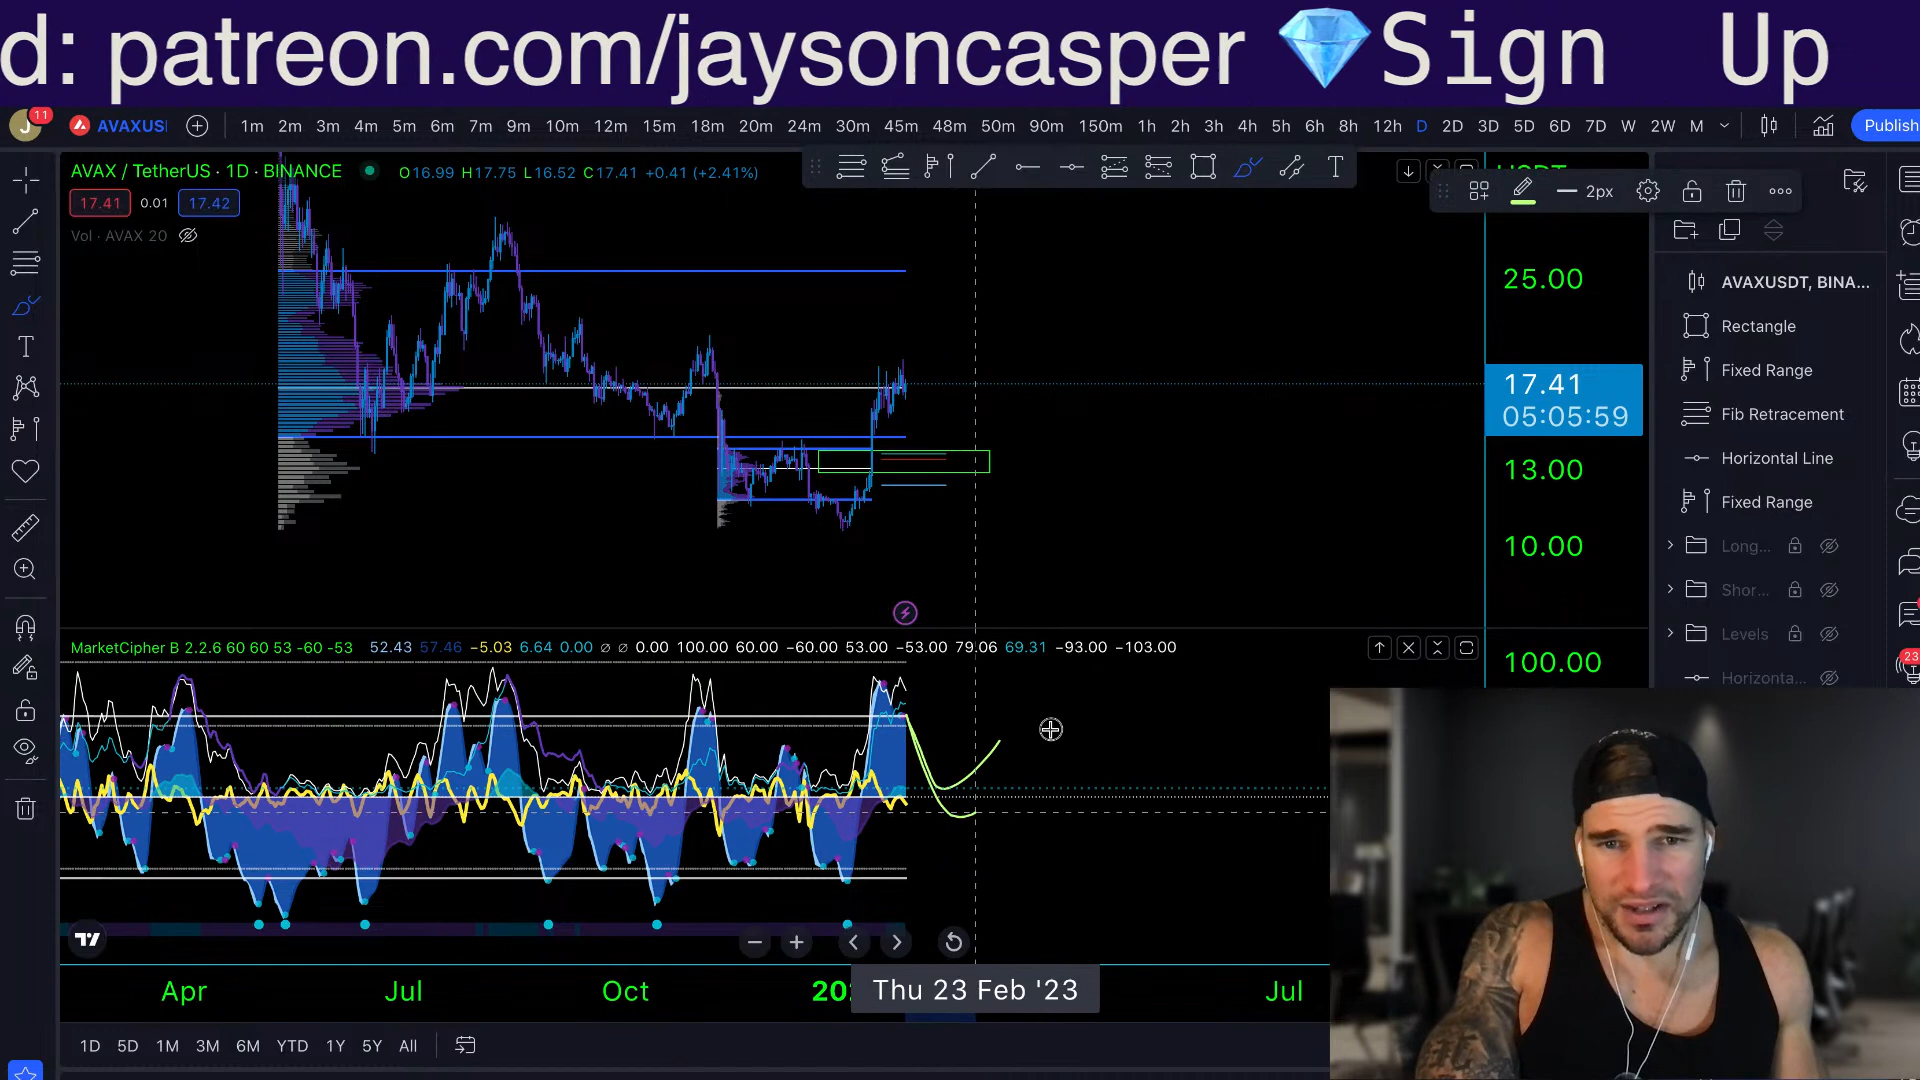 d: patreon.com/jaysoncasper 💎Sign Up
J 11 AVAXUS 1m 2m 3m 4m 5m 6m 7m 9m 10m 12m 15m 18m 20m 24m 30m 45m 48m 50m 90m 150m 1h 2h 3h 4h 5h 6h 8h 12h D 2D 3D 5D 6D 7D W 2W M Publish
AVAX / TetherUS · 1D · BINANCE O16.99 H17.75 L16.52 C17.41 +0.41 (+2.41%)
T
2px
17.41 0.01 17.42
Vol · AVAX 20
25.00
AVAXUSDT, BINA...
Rectangle
T
17.41
05:05:59
Fixed Range
Fib Retracement
13.00
Horizontal Line
Fixed Range
10.00
Long...
Shor...
Levels
Horizonta...
23
MarketCipher B 2.2.6 60 60 53 -60 -53 52.43 57.46 −5.03 6.64 0.00 ∅ ∅ 0.00 100.00 60.00 −60.00 53.00 −53.00 79.06 69.31 −93.00 −103.00
100.00
Apr Jul Oct 20 Thu 23 Feb '23 Jul
1D 5D 1M 3M 6M YTD 1Y 5Y All